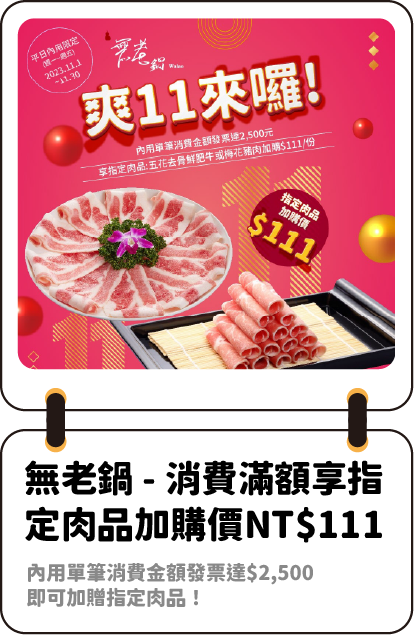 平日內用限定
(週一~週五)
2023.11.1
~11.30
無老鍋 Wulao
爽11來囉!
內用單筆消費金額發票達2,500元
享指定肉品:五花去骨鮮肥牛或梅花豬肉加購$111/份
指定肉品
加購價
$111
11
無老鍋 - 消費滿額享指
定肉品加購價NT$111
內用單筆消費金額發票達$2,500
即可加贈指定肉品！